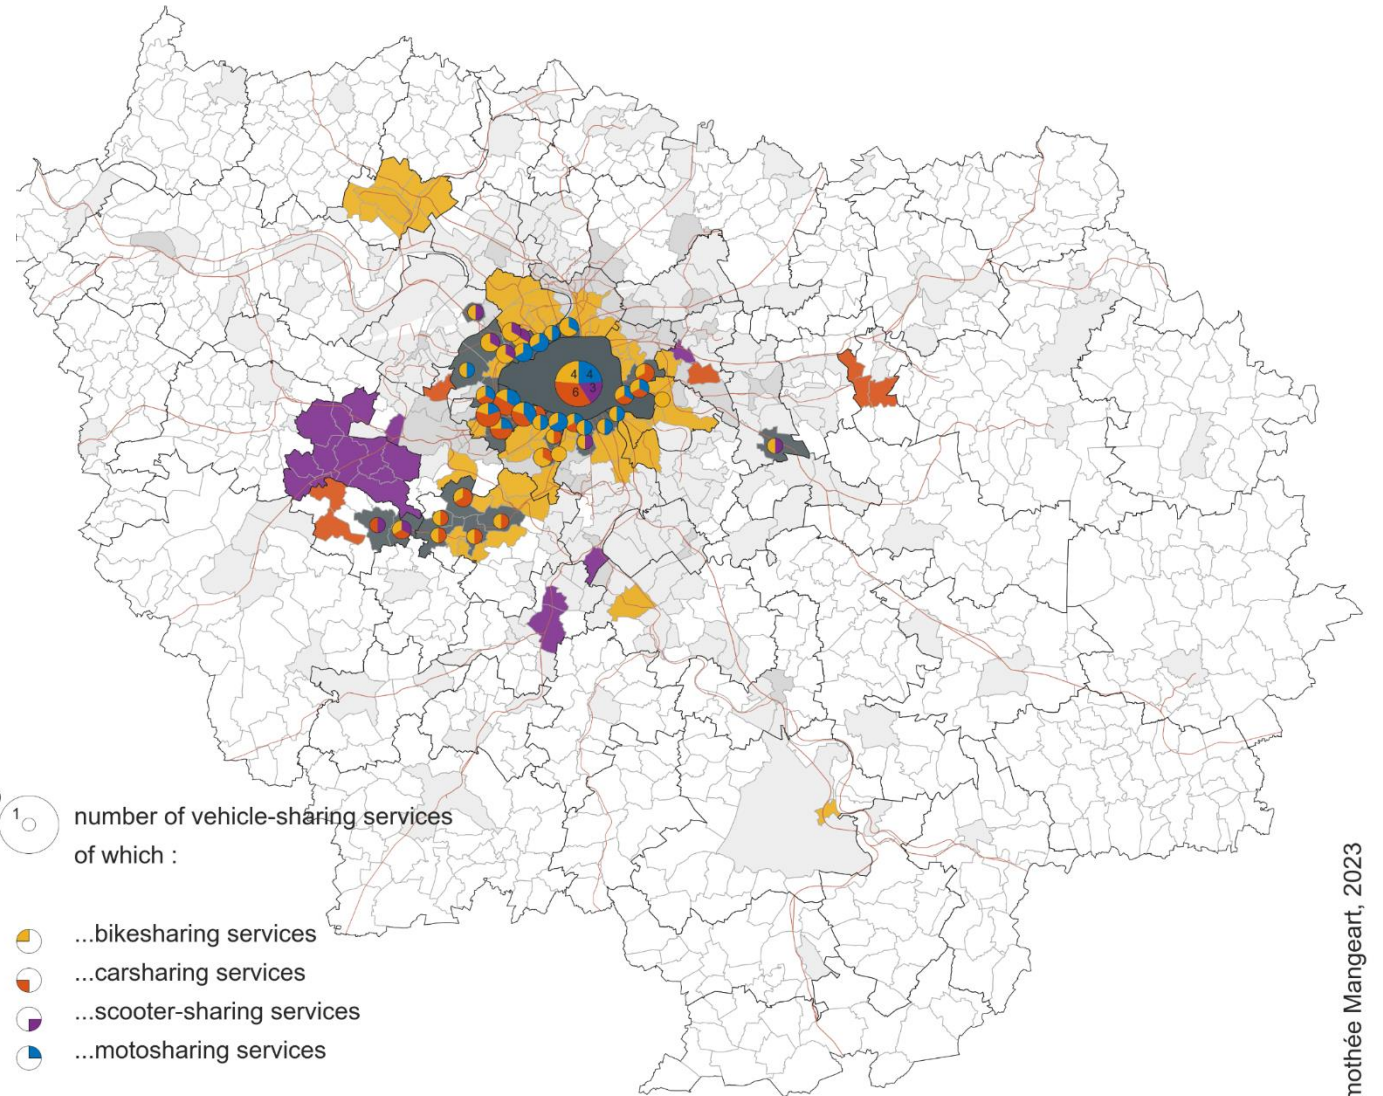 4 4
6 3
1
number of vehicle-sharing services
of which :
...bikesharing services
...carsharing services
...scooter-sharing services
...motosharing services
mothée Mangeart, 2023